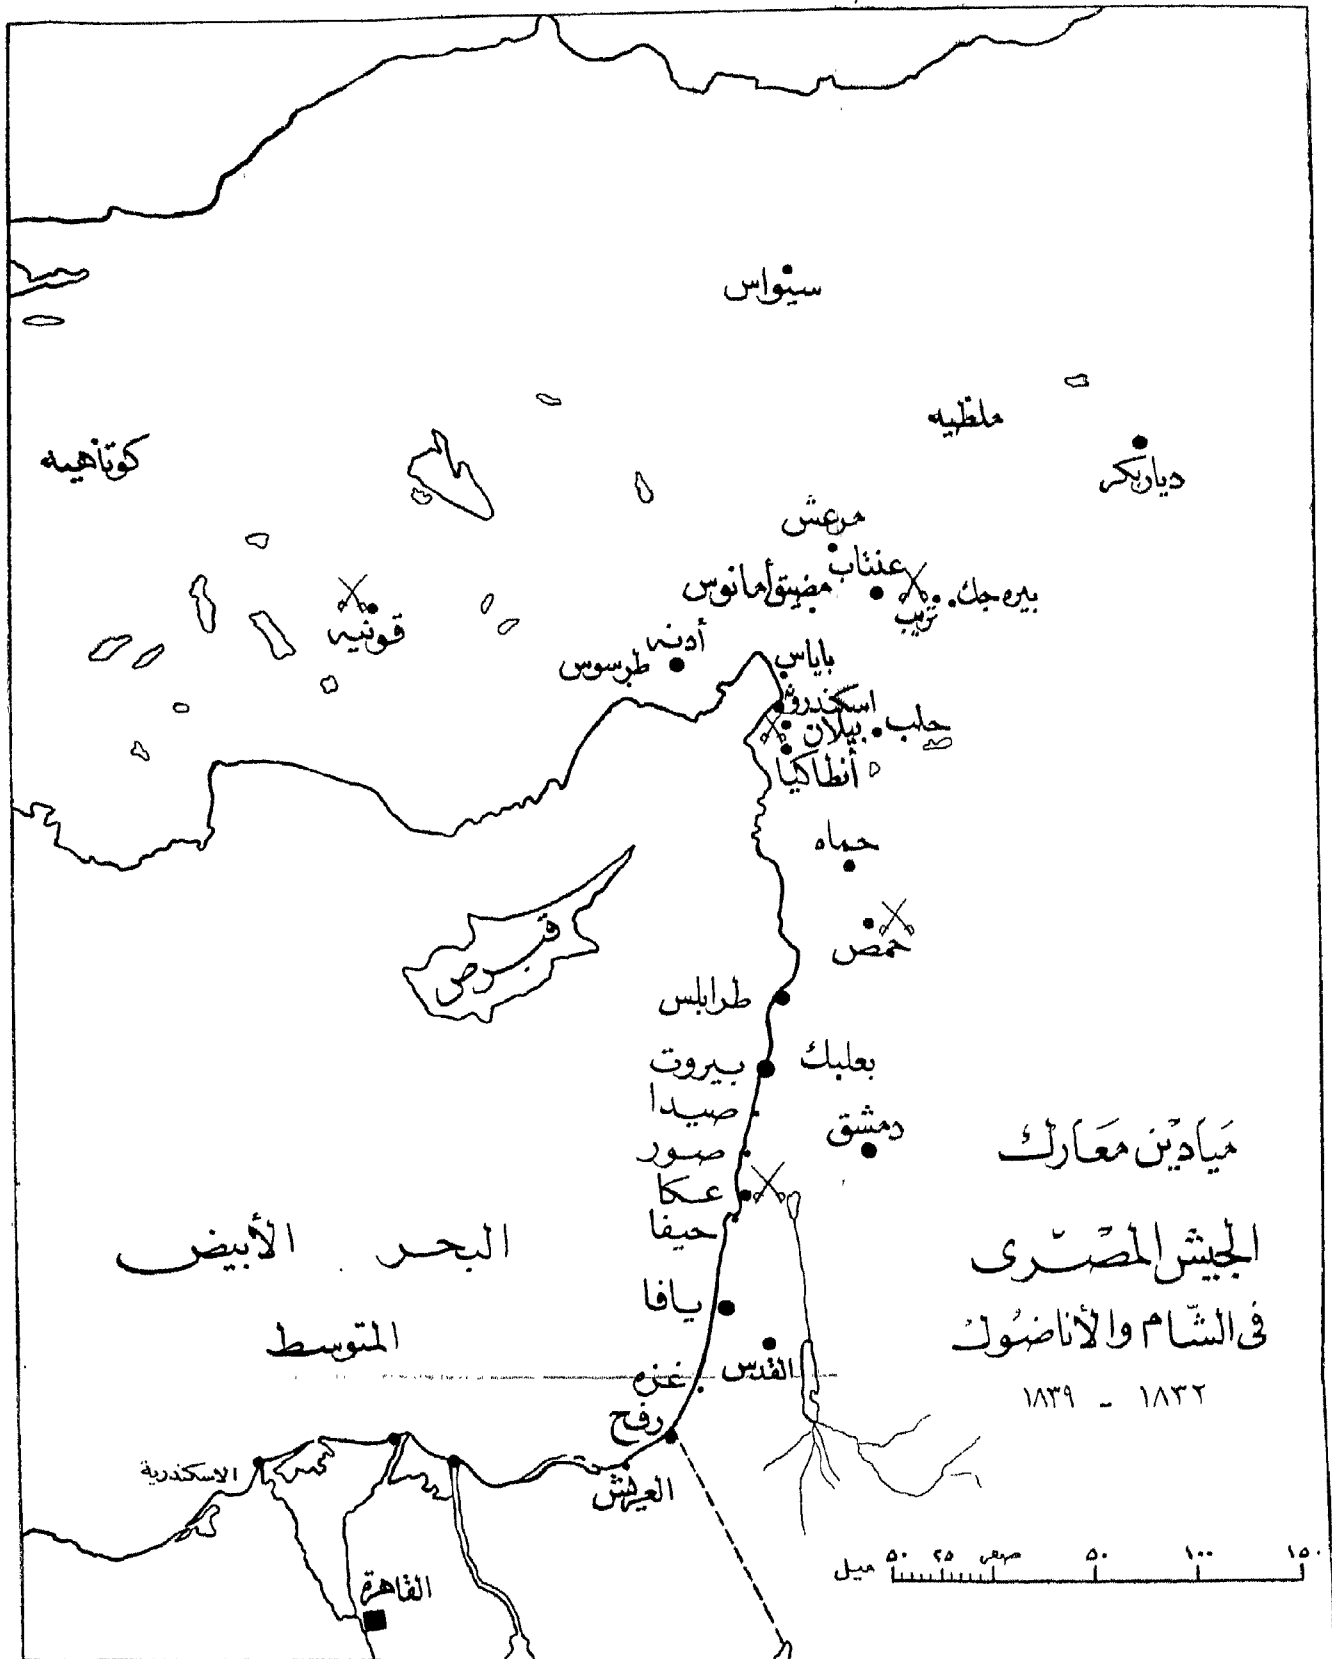 سيواس
ملطيه
ديار بكر
كوتاهيه
مرعش
عنتاب
مضيق أمانوس
بيره جك
نزيب
قونيه
أدنه
طرسوس
باياس
بيلان
حلب
أنطاكيا
حماه
قبرص
حمص
طرابلس
بيروت
بعلبك
صيدا
دمشق
صور
عكا
حيفا
ميادين معارك
الجيش المصرى
فى الشام والأناضول
١٨٣٢ - ١٨٣٩
البحر الأبيض
المتوسط
يافا
القدس
غزه
رفح
العريش
الاسكندرية
القاهرة
ميل ٥٠ ٢٥ صفر ٥٠ ١٠٠ ١٥٠